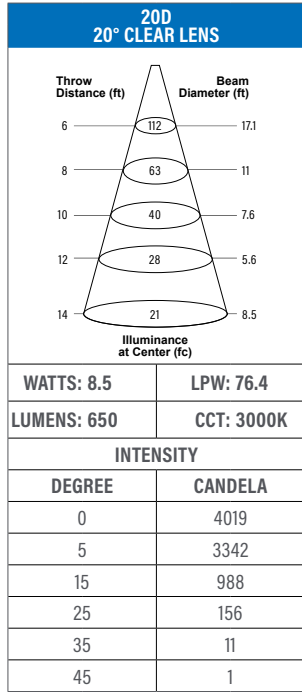 20D
20° CLEAR LENS
Throw
Distance (ft)
Beam
Diameter (ft)
6 112 17.1
8 63 11
10 40 7.6
12 28 5.6
14 21 8.5
Illuminance
at Center (fc)
WATTS: 8.5 LPW: 76.4
LUMENS: 650 CCT: 3000K
INTENSITY
DEGREE CANDELA
0 4019
5 3342
15 988
25 156
35 11
45 1